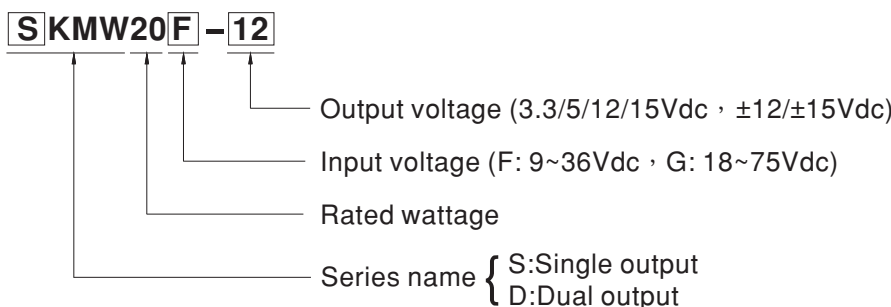 SKMW20F-12
Output voltage (3.3/5/12/15Vdc，±12/±15Vdc)
Input voltage (F: 9~36Vdc，G: 18~75Vdc)
Rated wattage
Series name { S:Single output
D:Dual output